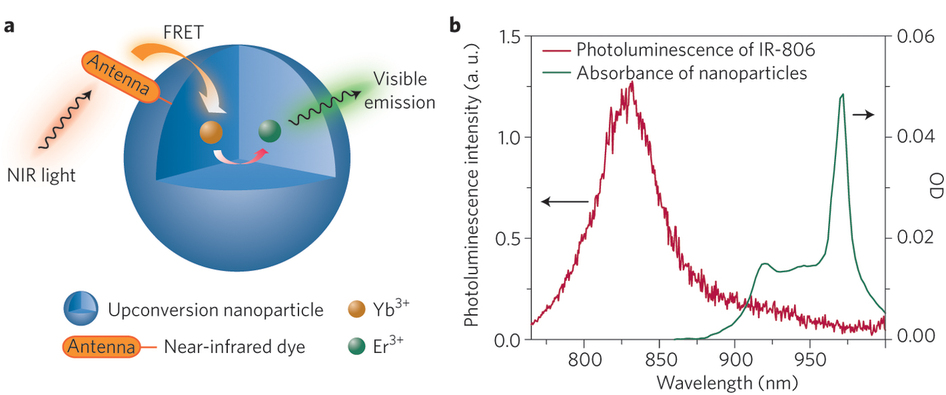 a
FRET
Antenna
Visible
emission
NIR light
Upconversion nanoparticle
Yb3+
Antenna
Near-infrared dye
Er3+
b
Photoluminescence of IR-806
Absorbance of nanoparticles
Photoluminescence intensity (a. u.)
1.5
1.0
0.5
0.0
0.06
0.04
0.02
0.00
OD
800
850
900
950
Wavelength (nm)